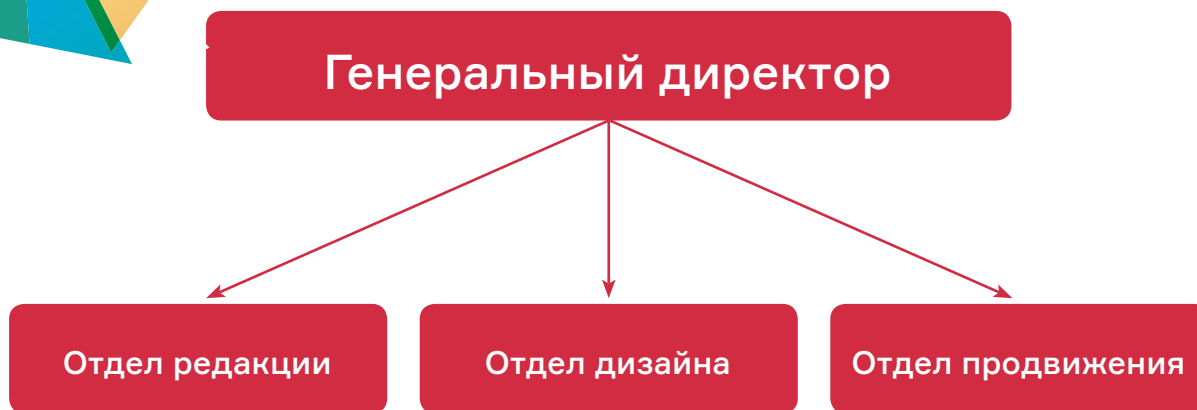 Генеральный директор
Отдел редакции
Отдел дизайна
Отдел продвижения